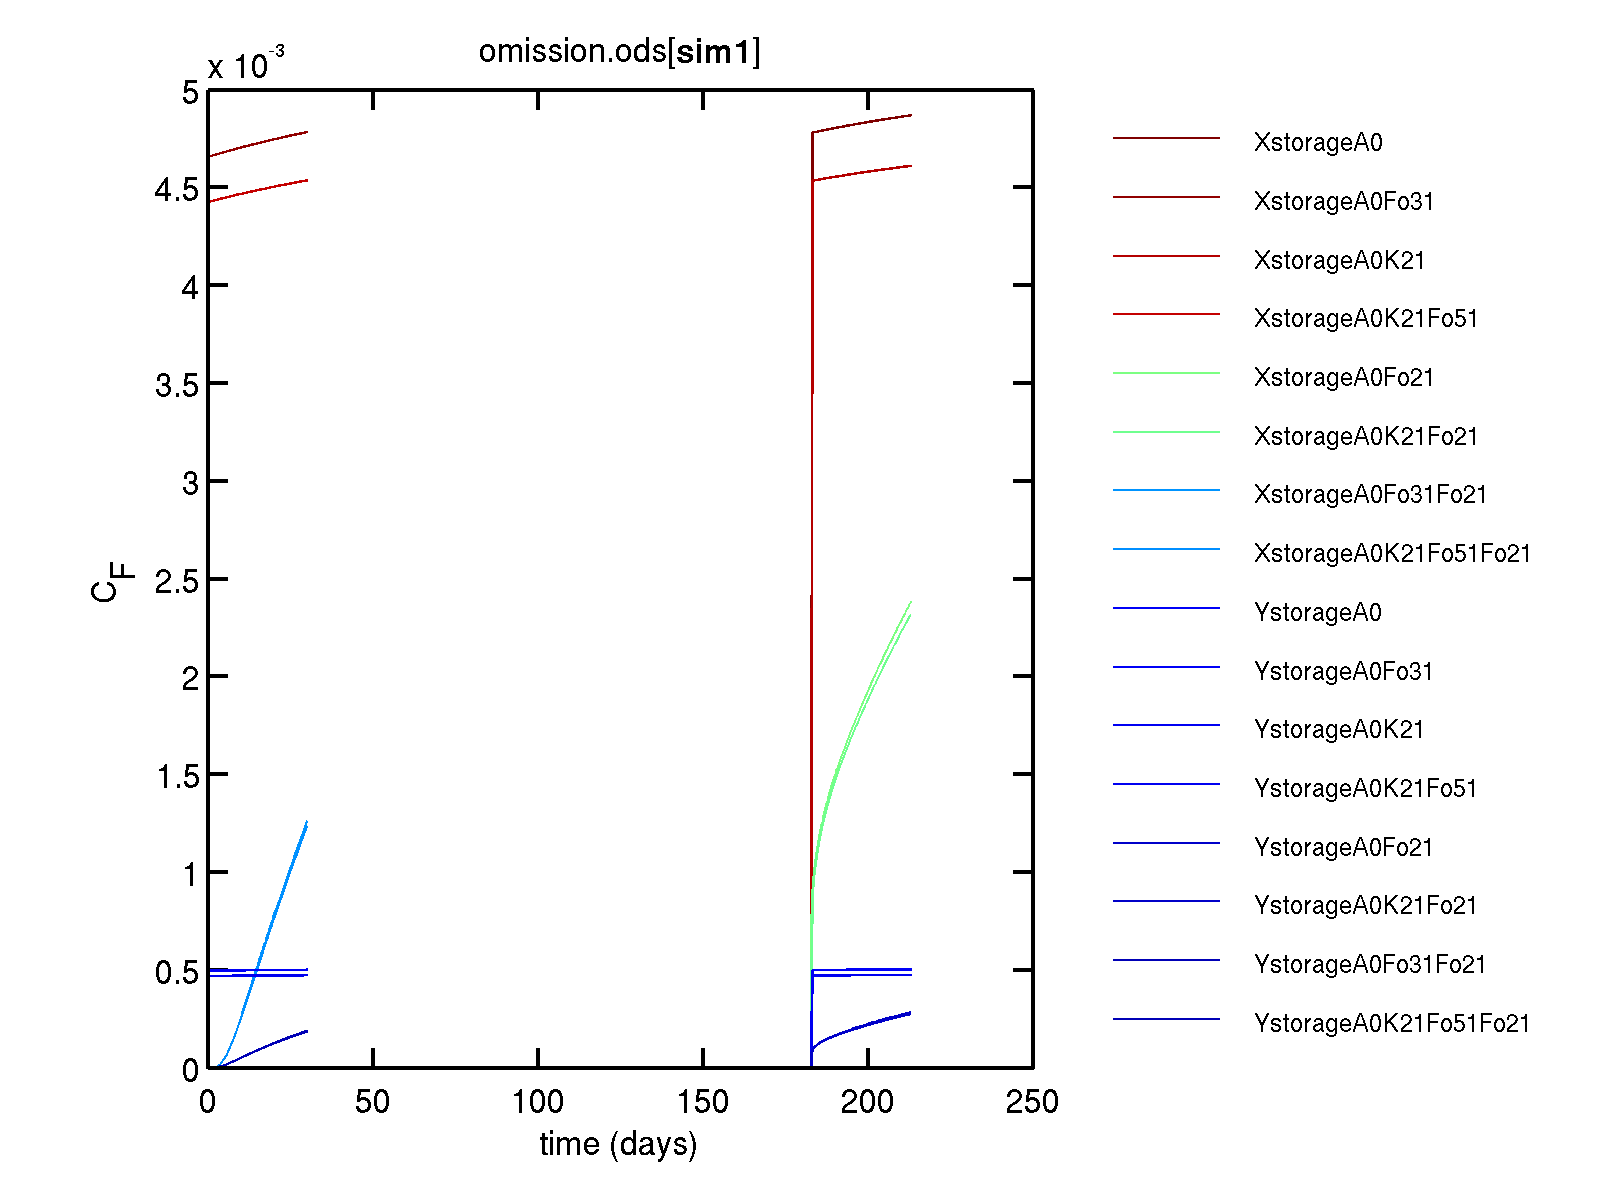 x 10-3
omission.ods[sim1]
5
4.5
4
3.5
3
2.5
2
1.5
1
0.5
0
CF
0 50 100 150 200 250
time (days)
XstorageA0
XstorageA0Fo31
XstorageA0K21
XstorageA0K21Fo51
XstorageA0Fo21
XstorageA0K21Fo21
XstorageA0Fo31Fo21
XstorageA0K21Fo51Fo21
YstorageA0
YstorageA0Fo31
YstorageA0K21
YstorageA0K21Fo51
YstorageA0Fo21
YstorageA0K21Fo21
YstorageA0Fo31Fo21
YstorageA0K21Fo51Fo21